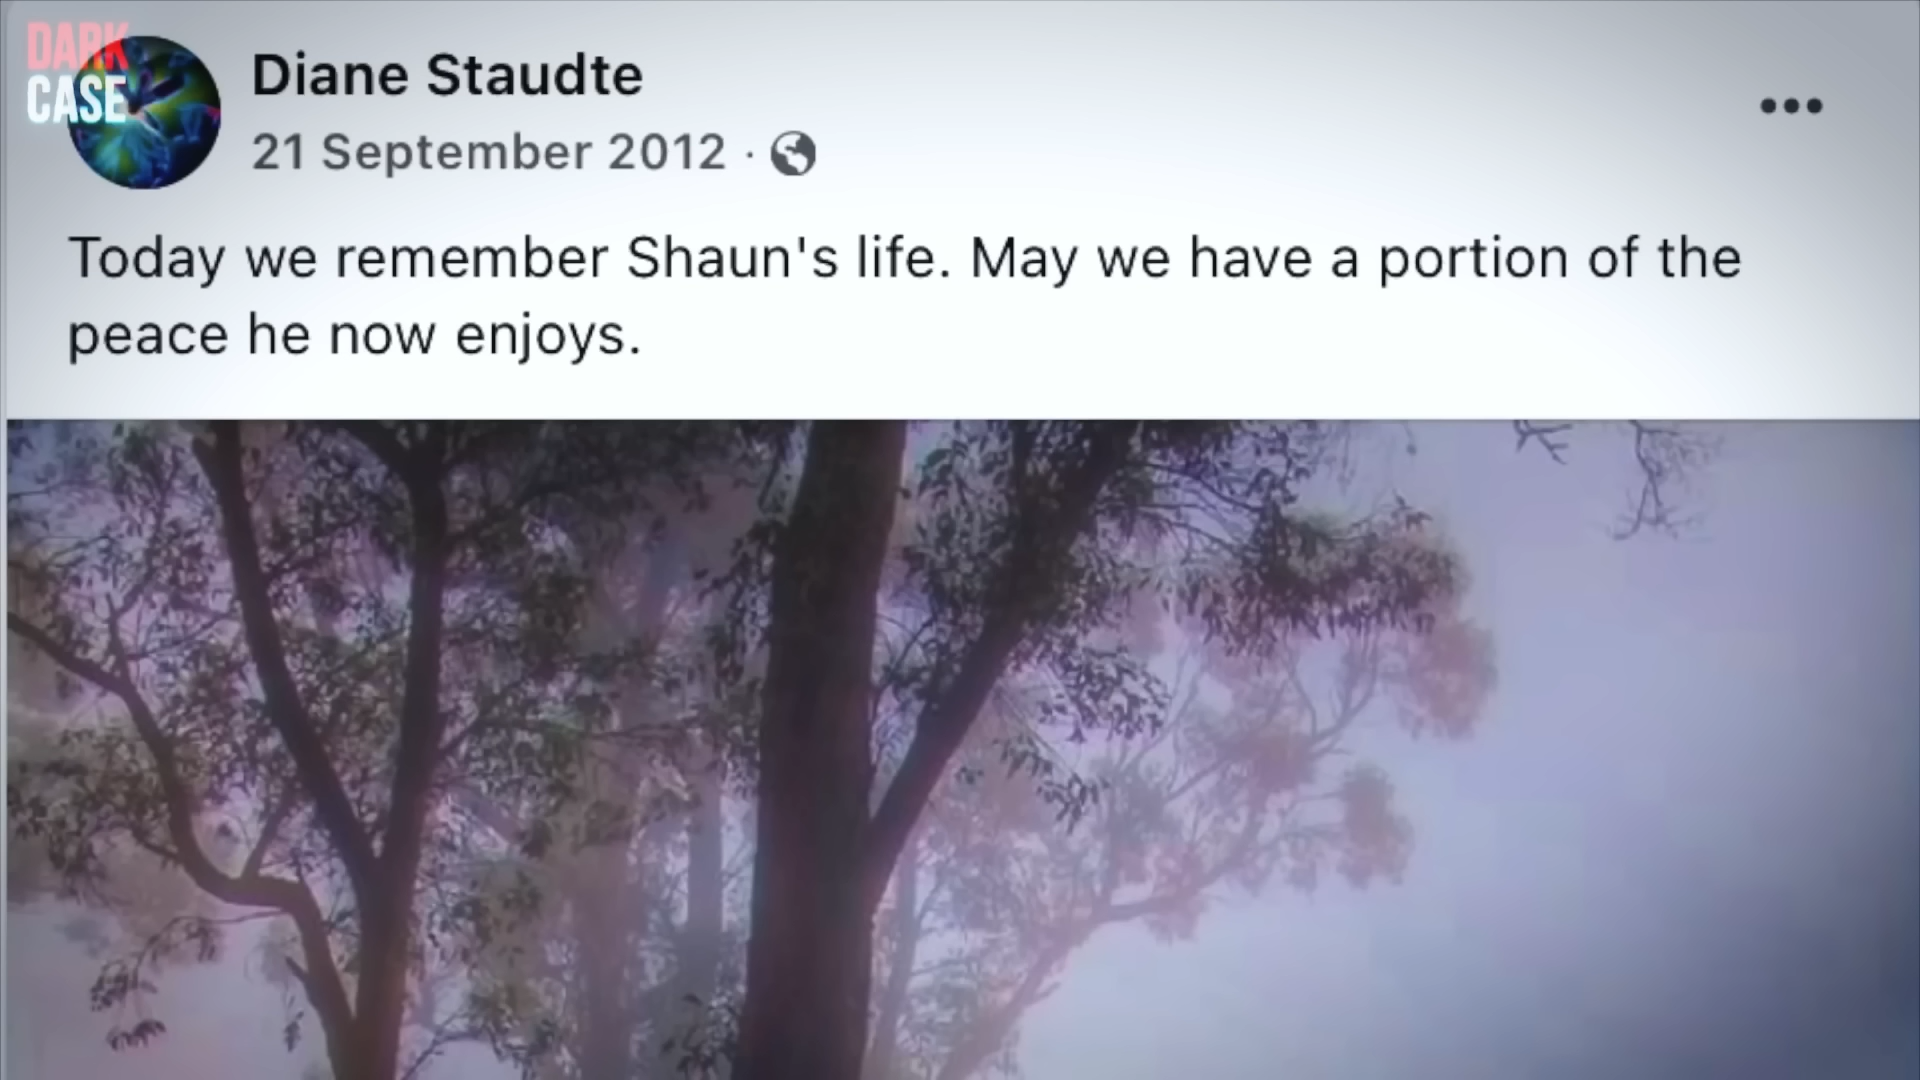 DARK
CASE
Diane Staudte
21 September 2012 ·
Today we remember Shaun's life. May we have a portion of the
peace he now enjoys.